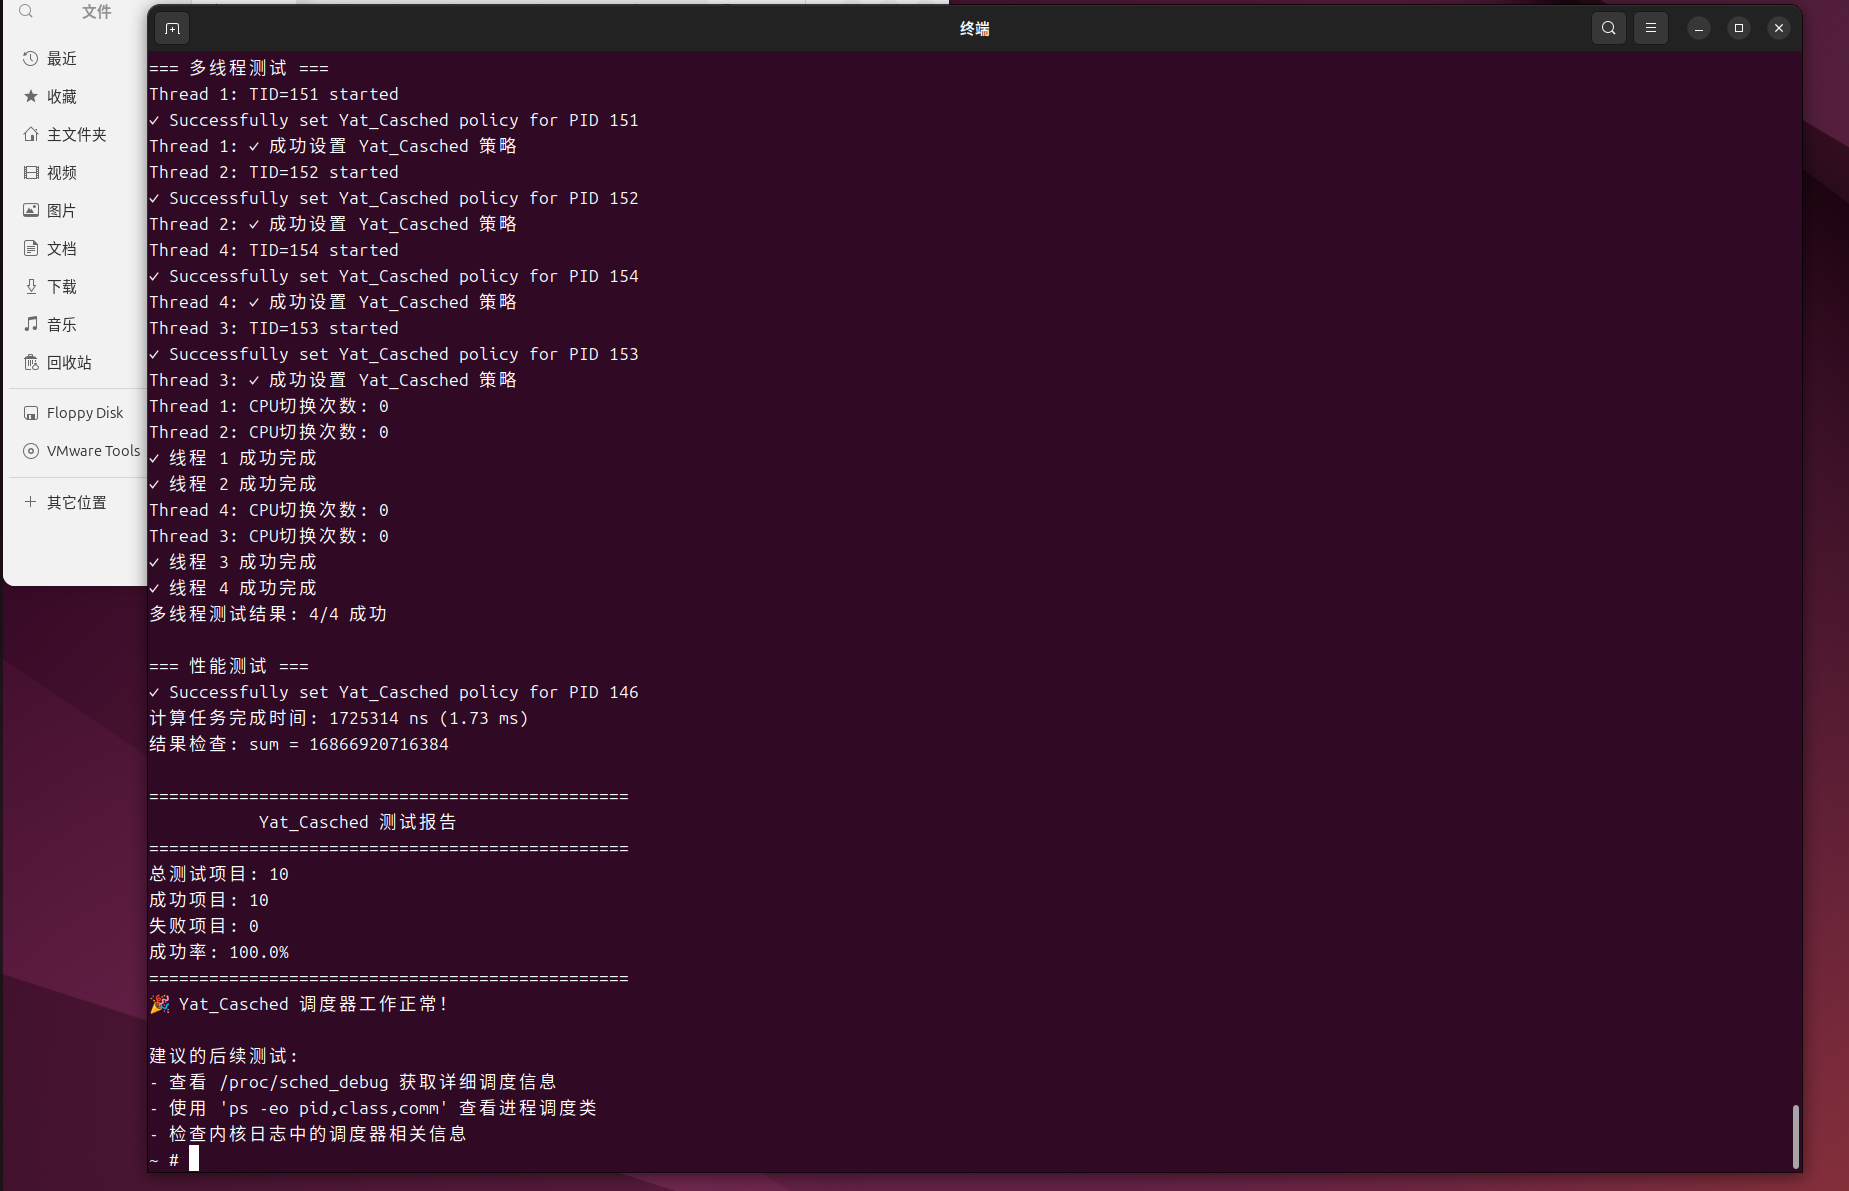 文件
最近
收藏
主文件夹
视频
图片
文档
下载
音乐
回收站
Floppy Disk
VMware Tools
其它位置
终端
=== 多线程测试 ===
Thread 1: TID=151 started
✓ Successfully set Yat_Casched policy for PID 151
Thread 1: ✓ 成功设置 Yat_Casched 策略
Thread 2: TID=152 started
✓ Successfully set Yat_Casched policy for PID 152
Thread 2: ✓ 成功设置 Yat_Casched 策略
Thread 4: TID=154 started
✓ Successfully set Yat_Casched policy for PID 154
Thread 4: ✓ 成功设置 Yat_Casched 策略
Thread 3: TID=153 started
✓ Successfully set Yat_Casched policy for PID 153
Thread 3: ✓ 成功设置 Yat_Casched 策略
Thread 1: CPU切换次数: 0
Thread 2: CPU切换次数: 0
✓ 线程 1 成功完成
✓ 线程 2 成功完成
Thread 4: CPU切换次数: 0
Thread 3: CPU切换次数: 0
✓ 线程 3 成功完成
✓ 线程 4 成功完成
多线程测试结果: 4/4 成功
=== 性能测试 ===
✓ Successfully set Yat_Casched policy for PID 146
计算任务完成时间: 1725314 ns (1.73 ms)
结果检查: sum = 16866920716384
================================================
Yat_Casched 测试报告
================================================
总测试项目: 10
成功项目: 10
失败项目: 0
成功率: 100.0%
================================================
🎉 Yat_Casched 调度器工作正常!
建议的后续测试:
- 查看 /proc/sched_debug 获取详细调度信息
- 使用 'ps -eo pid,class,comm' 查看进程调度类
- 检查内核日志中的调度器相关信息
~ #